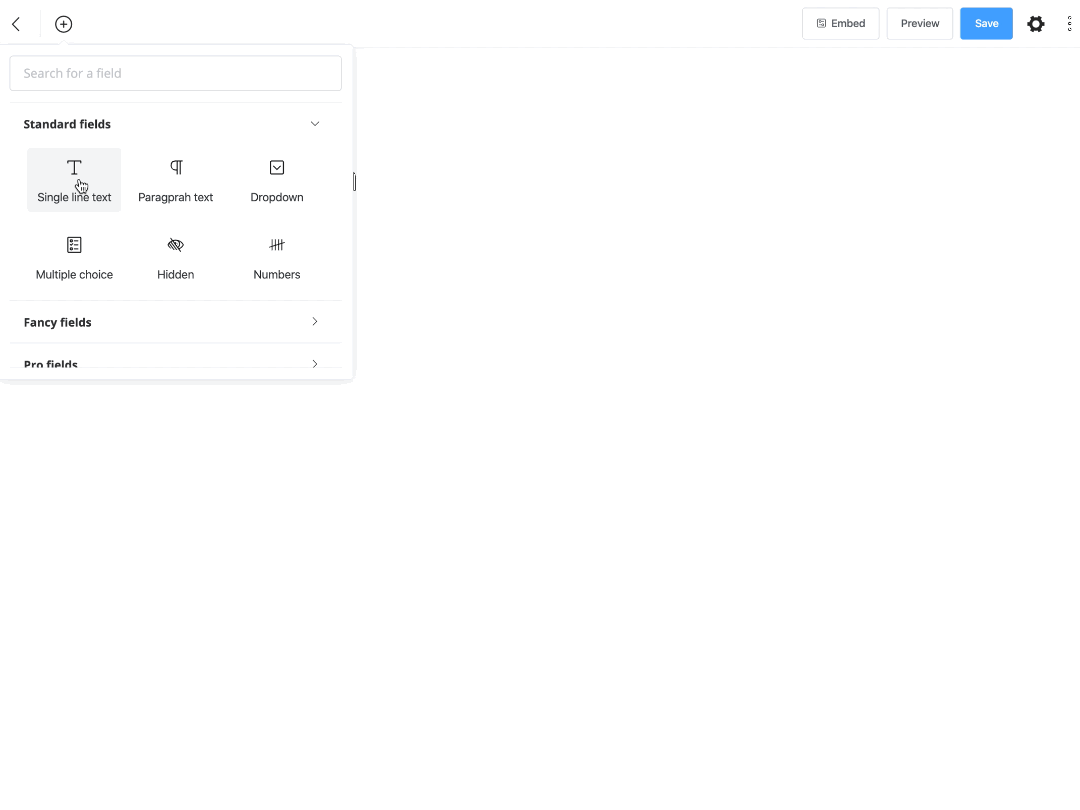 Embed Preview Save
Search for a field
Standard fields
Single line text Paragprah text Dropdown
Multiple choice Hidden Numbers
Fancy fields
Pro fields